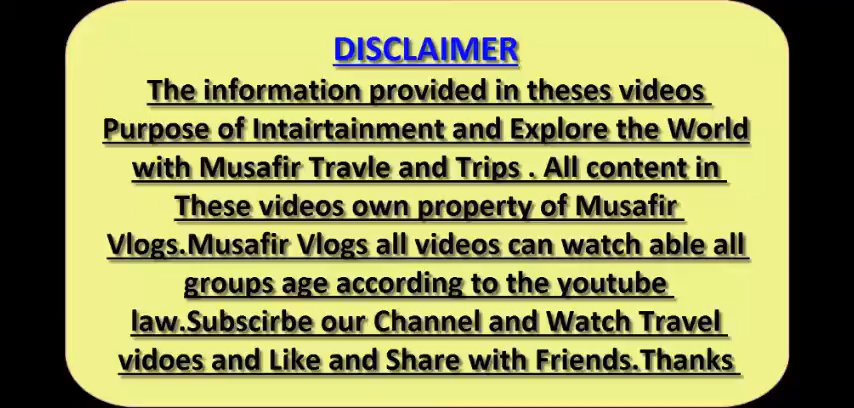 DISCLAIMER
The information provided in theses videos
Purpose of Intairtainment and Explore the World
with Musafir Travle and Trips . All content in
These videos own property of Musafir
Vlogs.Musafir Vlogs all videos can watch able all
groups age according to the youtube
law.Subscirbe our Channel and Watch Travel
vidoes and Like and Share with Friends.Thanks